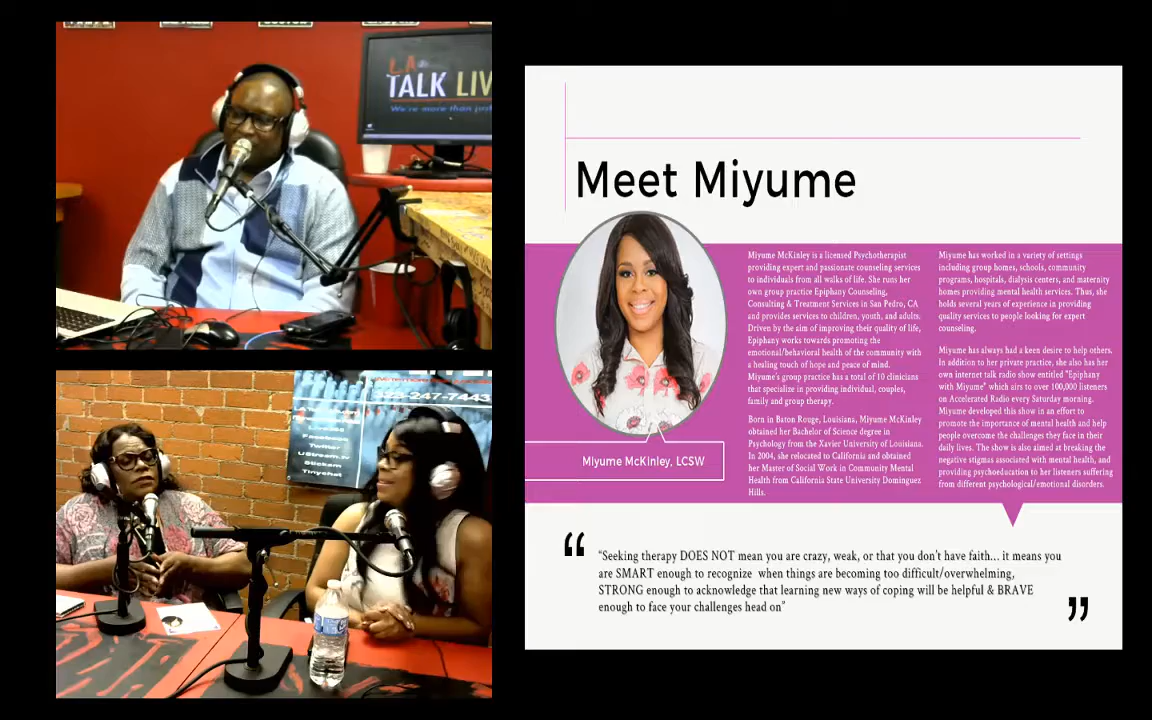 L.A
TALK LIV
We're more than just
323-247-7443
Live365
Facebook
Twitter
UStream.tv
Stickam
Tinychat
Meet Miyume
Miyume McKinley, LCSW
Miyume McKinley is a licensed Psychotherapist
providing expert and passionate counseling services
to individuals from all walks of life. She runs her
own group practice Epiphany Counseling,
Consulting & Treatment Services in San Pedro, CA
and provides services to children, youth, and adults.
Driven by the aim of improving their quality of life,
Epiphany works towards promoting the
emotional/behavioral health of the community with
a healing touch of hope and peace of mind.
Miyume's group practice has a total of 10 clinicians
that specialize in providing individual, couples,
family and group therapy.
Born in Baton Rouge, Louisiana, Miyume McKinley
obtained her Bachelor of Science degree in
Psychology from the Xavier University of Louisiana.
In 2004, she relocated to California and obtained
her Master of Social Work in Community Mental
Health from California State University Dominguez
Hills.
Miyume has worked in a variety of settings
including group homes, schools, community
programs, hospitals, dialysis centers, and maternity
homes providing mental health services. Thus, she
holds several years of experience in providing
quality services to people looking for expert
counseling.
Miyume has always had a keen desire to help others.
In addition to her private practice, she also has her
own internet talk radio show entitled "Epiphany
with Miyume" which airs to over 100,000 listeners
on Accelerated Radio every Saturday morning.
Miyume developed this show in an effort to
promote the importance of mental health and help
people overcome the challenges they face in their
daily lives. The show is also aimed at breaking the
negative stigmas associated with mental health, and
providing psychoeducation to her listeners suffering
from different psychological/emotional disorders.
"Seeking therapy DOES NOT mean you are crazy, weak, or that you don't have faith... it means you
are SMART enough to recognize when things are becoming too difficult/overwhelming,
STRONG enough to acknowledge that learning new ways of coping will be helpful & BRAVE
enough to face your challenges head on"